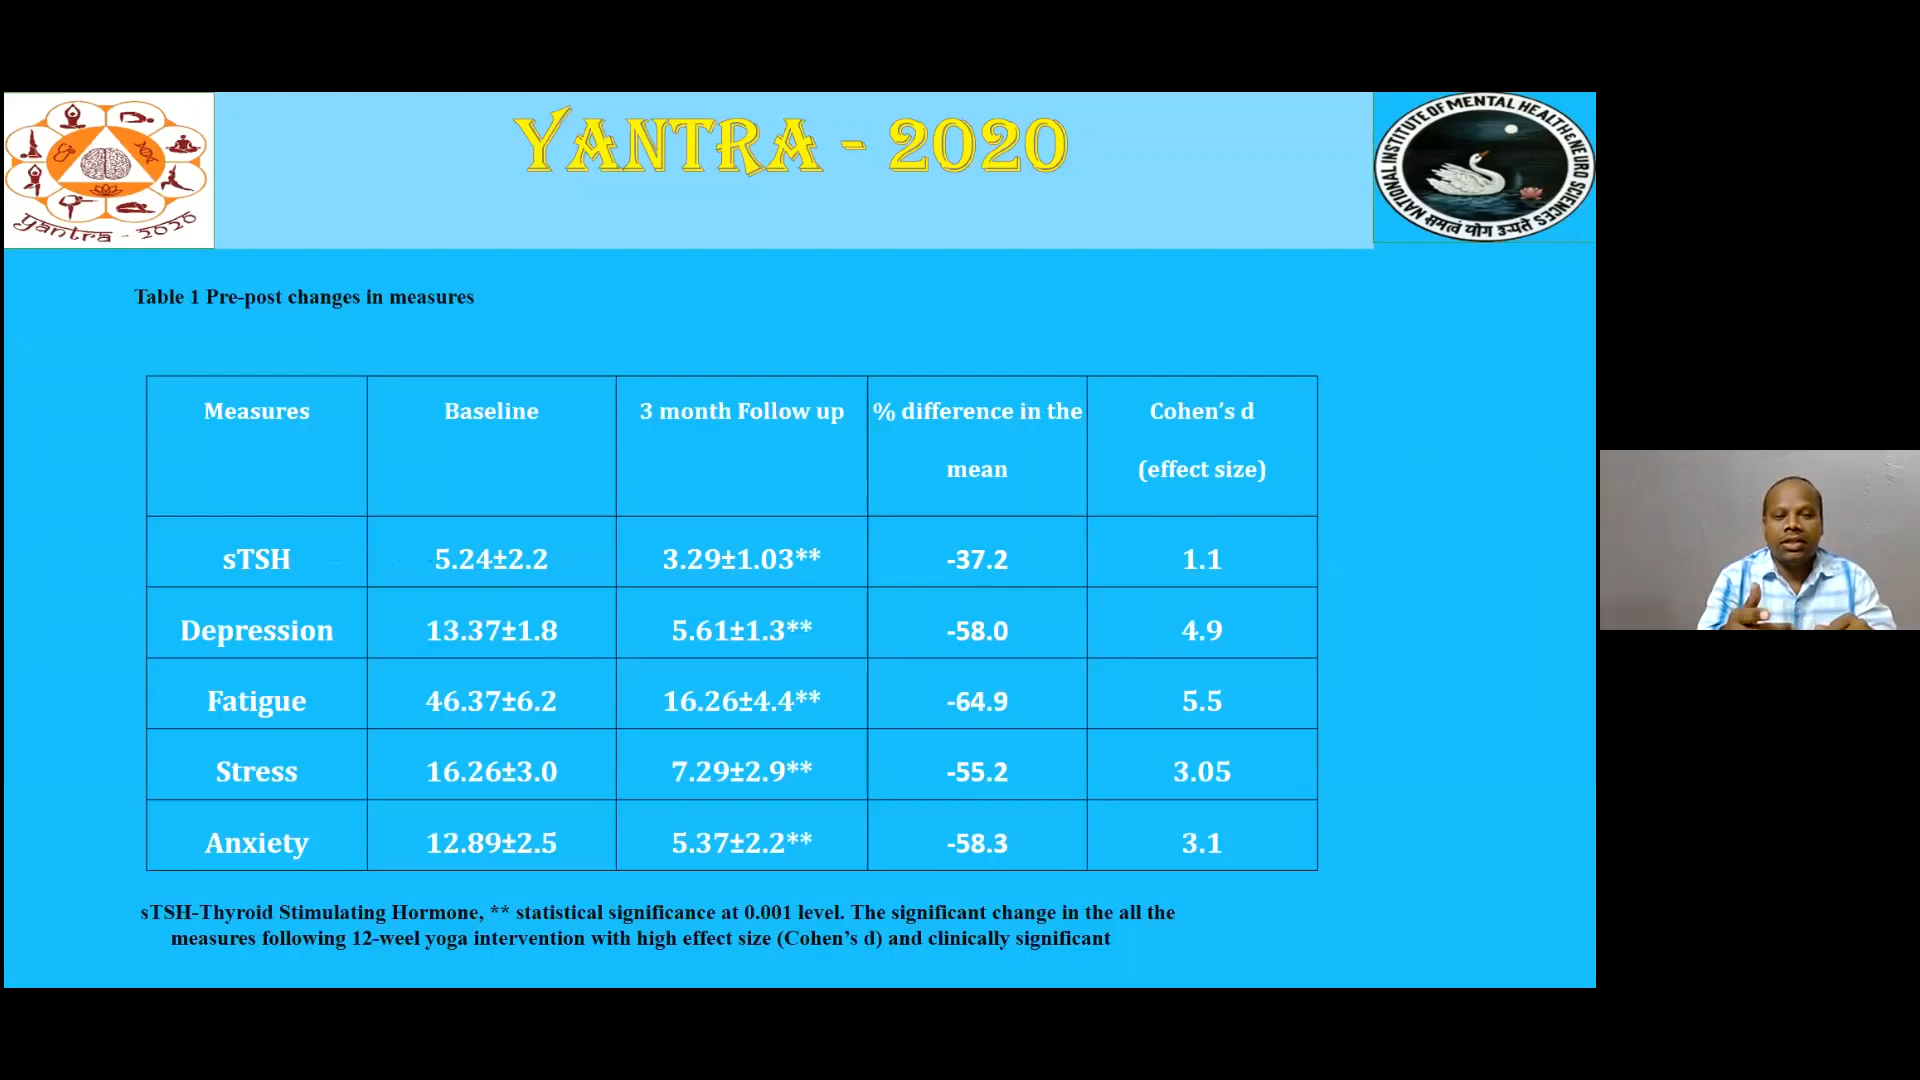 YANTRA - 2020
yantra - 2020
NATIONAL INSTITUTE OF MENTAL HEALTH & NEURO SCIENCES
समत्वं योग उच्यते
Table 1 Pre-post changes in measures
Measures Baseline 3 month Follow up % difference in the mean Cohen's d (effect size)
sTSH 5.24±2.2 3.29±1.03** -37.2 1.1
Depression 13.37±1.8 5.61±1.3** -58.0 4.9
Fatigue 46.37±6.2 16.26±4.4** -64.9 5.5
Stress 16.26±3.0 7.29±2.9** -55.2 3.05
Anxiety 12.89±2.5 5.37±2.2** -58.3 3.1
sTSH-Thyroid Stimulating Hormone, ** statistical significance at 0.001 level. The significant change in the all the
measures following 12-weel yoga intervention with high effect size (Cohen's d) and clinically significant